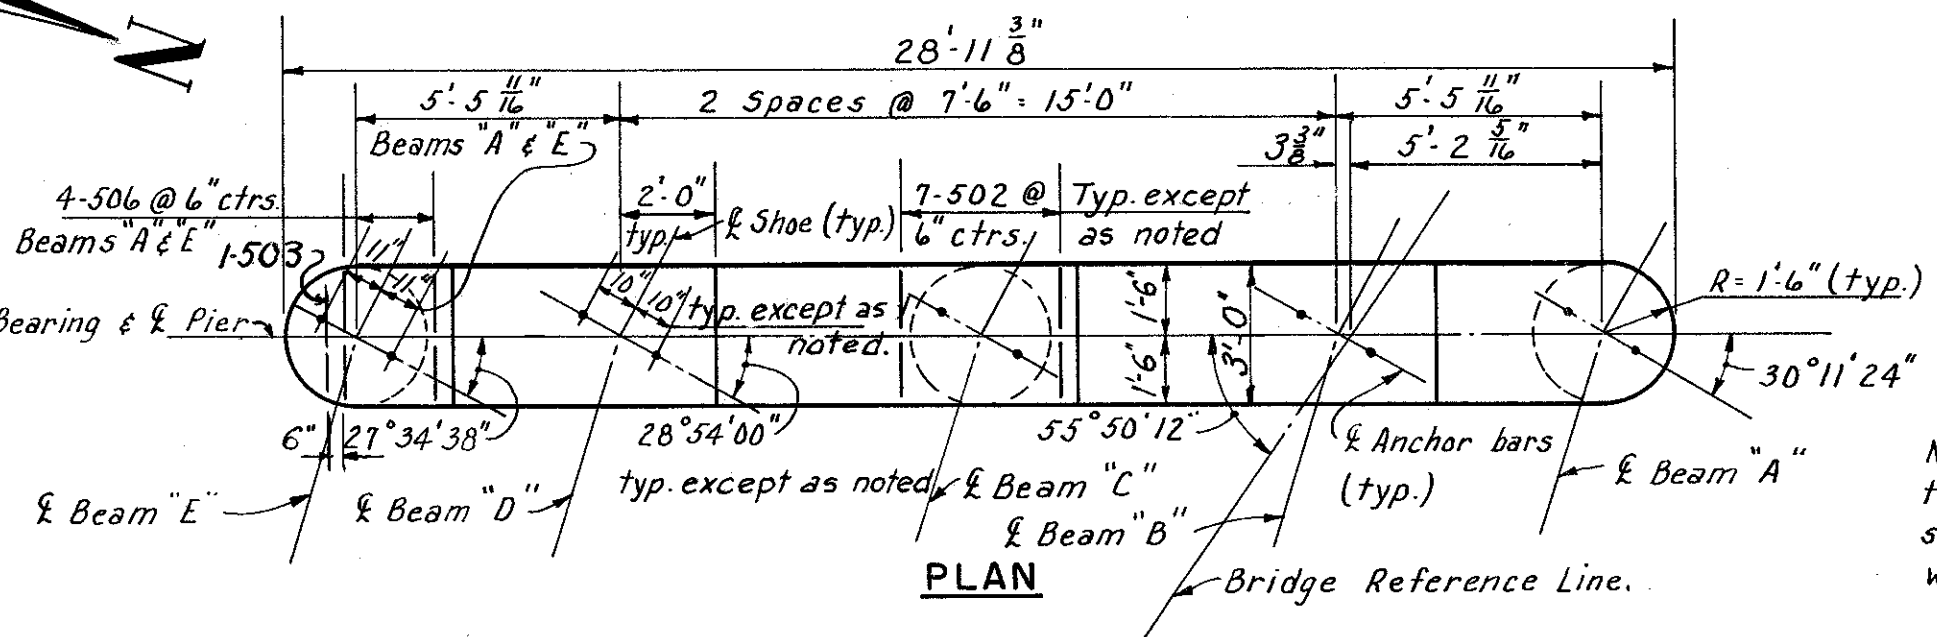 N
28'-11 3/8"
5'-5 11/16"
2 Spaces @ 7'-6" = 15'-0"
5'-5 11/16"
Beams "A" & "E"
3 3/8"
5'-2 5/16"
4-506 @ 6" ctrs.
Beams "A" & "E"
2'-0"
typ.
℄ Shoe (typ.)
7-502 @
6" ctrs.
Typ. except
as noted
1-503
11"
11"
10"
10"
typ. except as
noted.
1'-6"
1'-6"
3'-0"
R = 1'-6" (typ.)
Bearing & ℄ Pier
30°11'24"
6"
27°34'38"
28°54'00"
typ. except as noted
55°50'12"
℄ Anchor bars
(typ.)
℄ Beam "E"
℄ Beam "D"
℄ Beam "C"
℄ Beam "B"
℄ Beam "A"
PLAN
Bridge Reference Line.